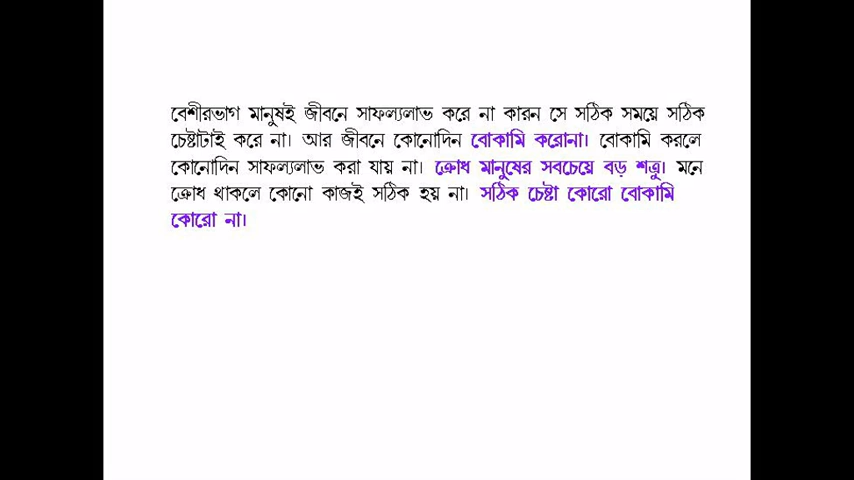 বেশীরভাগ মানুষই জীবনে সাফল্যলাভ করে না কারন সে সঠিক সময়ে সঠিক
চেষ্টাটাই করে না। আর জীবনে কোনোদিন বোকামি করোনা। বোকামি করলে
কোনোদিন সাফল্যলাভ করা যায় না। ক্রোধ মানুষের সবচেয়ে বড় শত্রু। মনে
ক্রোধ থাকলে কোনো কাজই সঠিক হয় না। সঠিক চেষ্টা কোরো বোকামি
কোরো না।